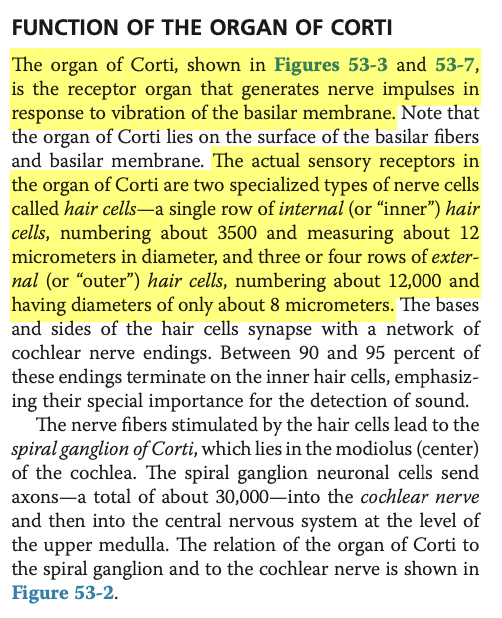 FUNCTION OF THE ORGAN OF CORTI
The organ of Corti, shown in Figures 53-3 and 53-7,
is the receptor organ that generates nerve impulses in
response to vibration of the basilar membrane. Note that
the organ of Corti lies on the surface of the basilar fibers
and basilar membrane. The actual sensory receptors in
the organ of Corti are two specialized types of nerve cells
called hair cells—a single row of internal (or “inner”) hair
cells, numbering about 3500 and measuring about 12
micrometers in diameter, and three or four rows of exter-
nal (or “outer”) hair cells, numbering about 12,000 and
having diameters of only about 8 micrometers. The bases
and sides of the hair cells synapse with a network of
cochlear nerve endings. Between 90 and 95 percent of
these endings terminate on the inner hair cells, emphasiz-
ing their special importance for the detection of sound.
The nerve fibers stimulated by the hair cells lead to the
spiral ganglion of Corti, which lies in the modiolus (center)
of the cochlea. The spiral ganglion neuronal cells send
axons—a total of about 30,000—into the cochlear nerve
and then into the central nervous system at the level of
the upper medulla. The relation of the organ of Corti to
the spiral ganglion and to the cochlear nerve is shown in
Figure 53-2.